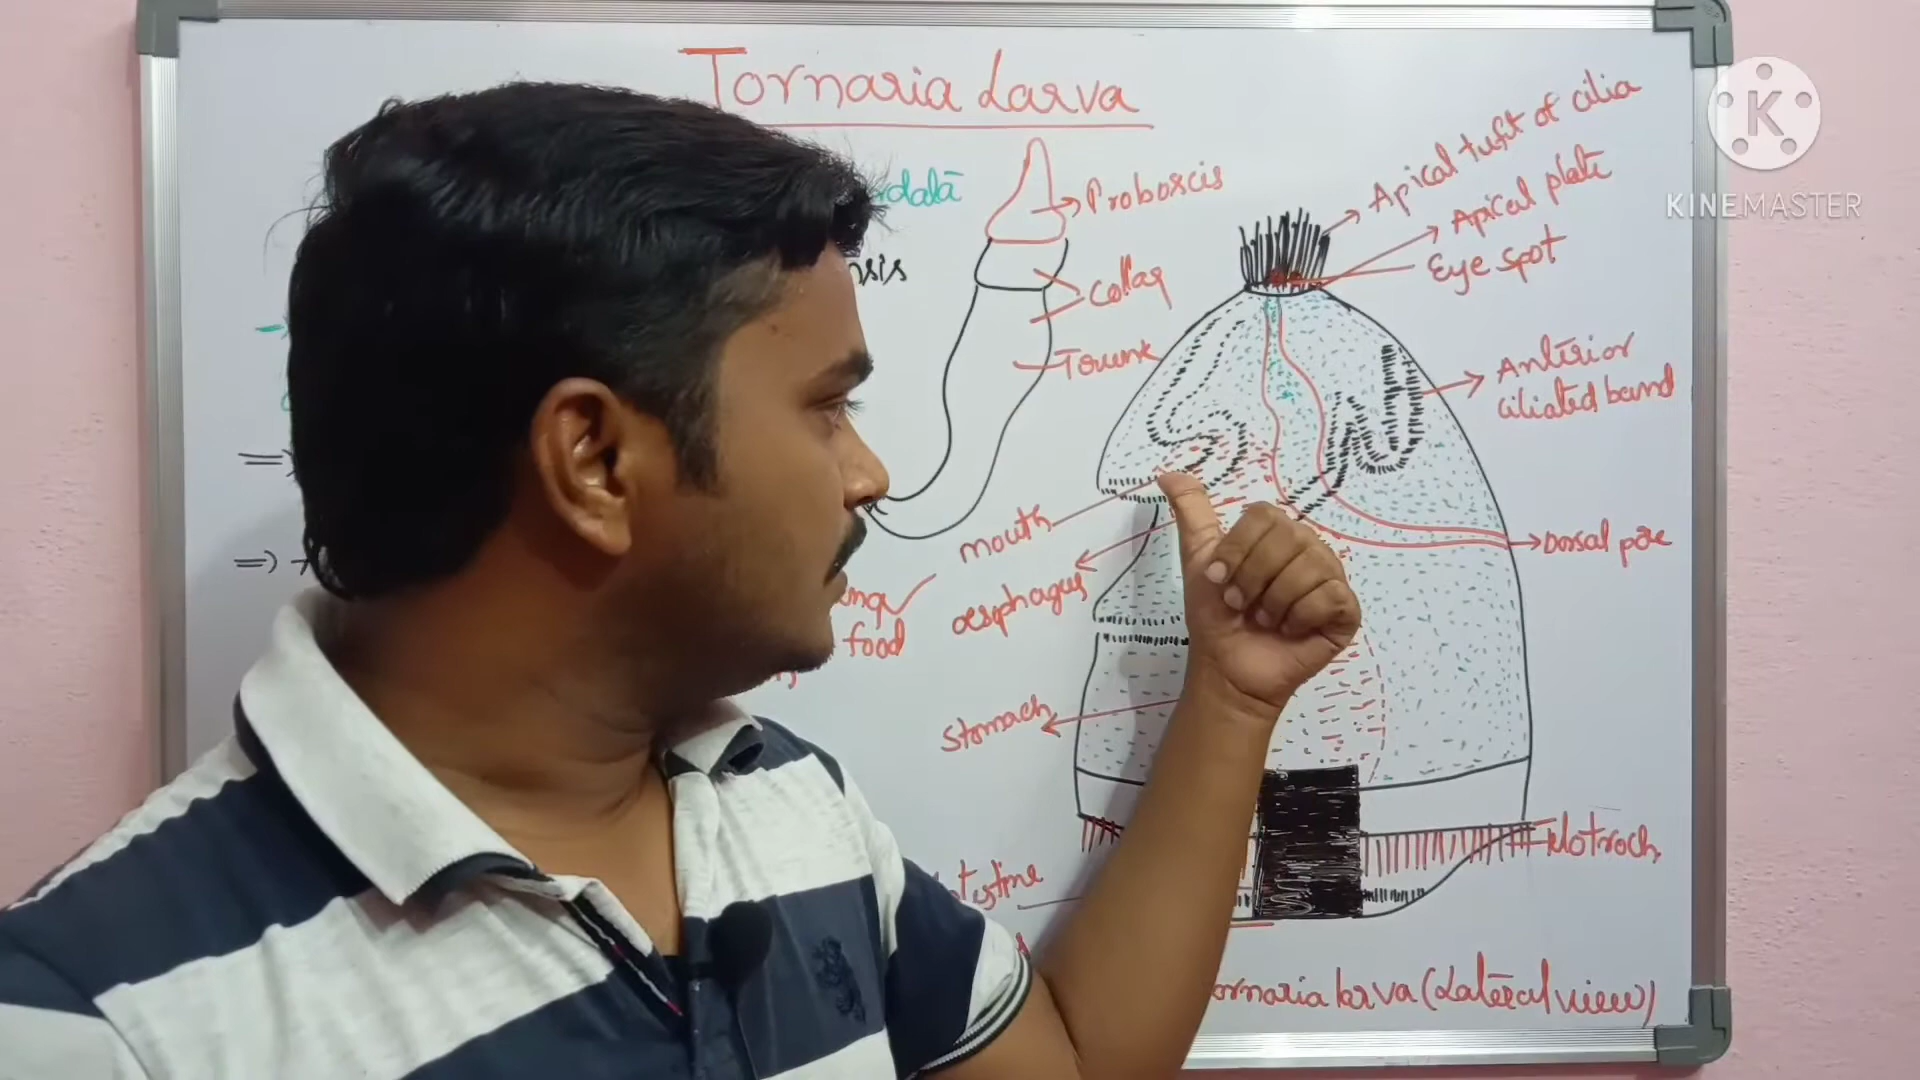 Tornaria Larva
Proboscis
Collar
Trunk
Apical tuft of cilia
Apical plate
Eye spot
Anterior
ciliated band
Dorsal pore
mouth
oesphagus
food
stomach
Telotroch
Tornaria larva (Lateral view)
K
KINEMASTER